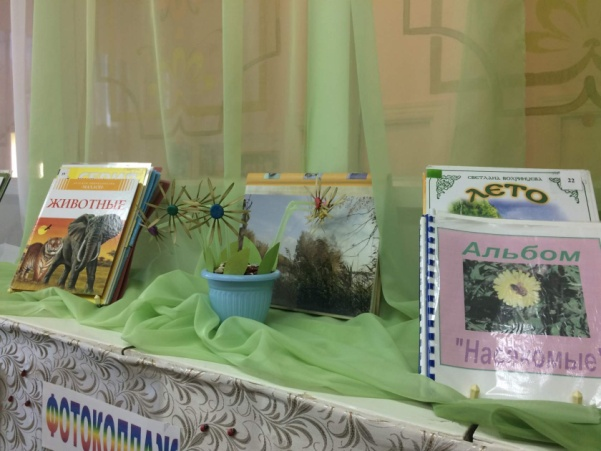 ЖИВОТНЫЕ
СВЕТЛАНА ВОХРИНЦЕВА
ЛЕТО
Альбом
"Насекомые"
ФОТОКОЛЛАЖ